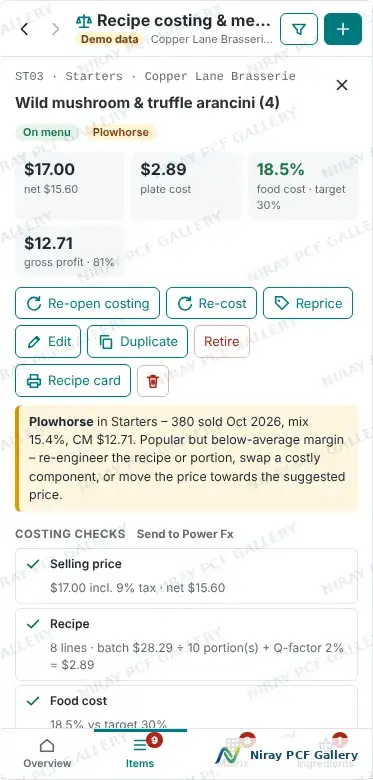 Recipe costing & me...
Demo data · Copper Lane Brasseri...
ST03 · Starters · Copper Lane Brasserie
Wild mushroom & truffle arancini (4)
On menu Plowhorse
$17.00
net $15.60
$2.89
plate cost
18.5%
food cost · target
30%
$12.71
gross profit · 81%
Re-open costing Re-cost Reprice
Edit Duplicate Retire
Recipe card
Plowhorse in Starters – 380 sold Oct 2026, mix
15.4%, CM $12.71. Popular but below-average margin
– re-engineer the recipe or portion, swap a costly
component, or move the price towards the suggested
price.
COSTING CHECKS Send to Power Fx
Selling price
$17.00 incl. 9% tax · net $15.60
Recipe
8 lines · batch $28.29 ÷ 10 portion(s) + Q-factor 2%
= $2.89
Food cost
18.5% vs target 30%
Overview
9
Items
Niray PCF Gallery
NIRAY PCF GALLERY